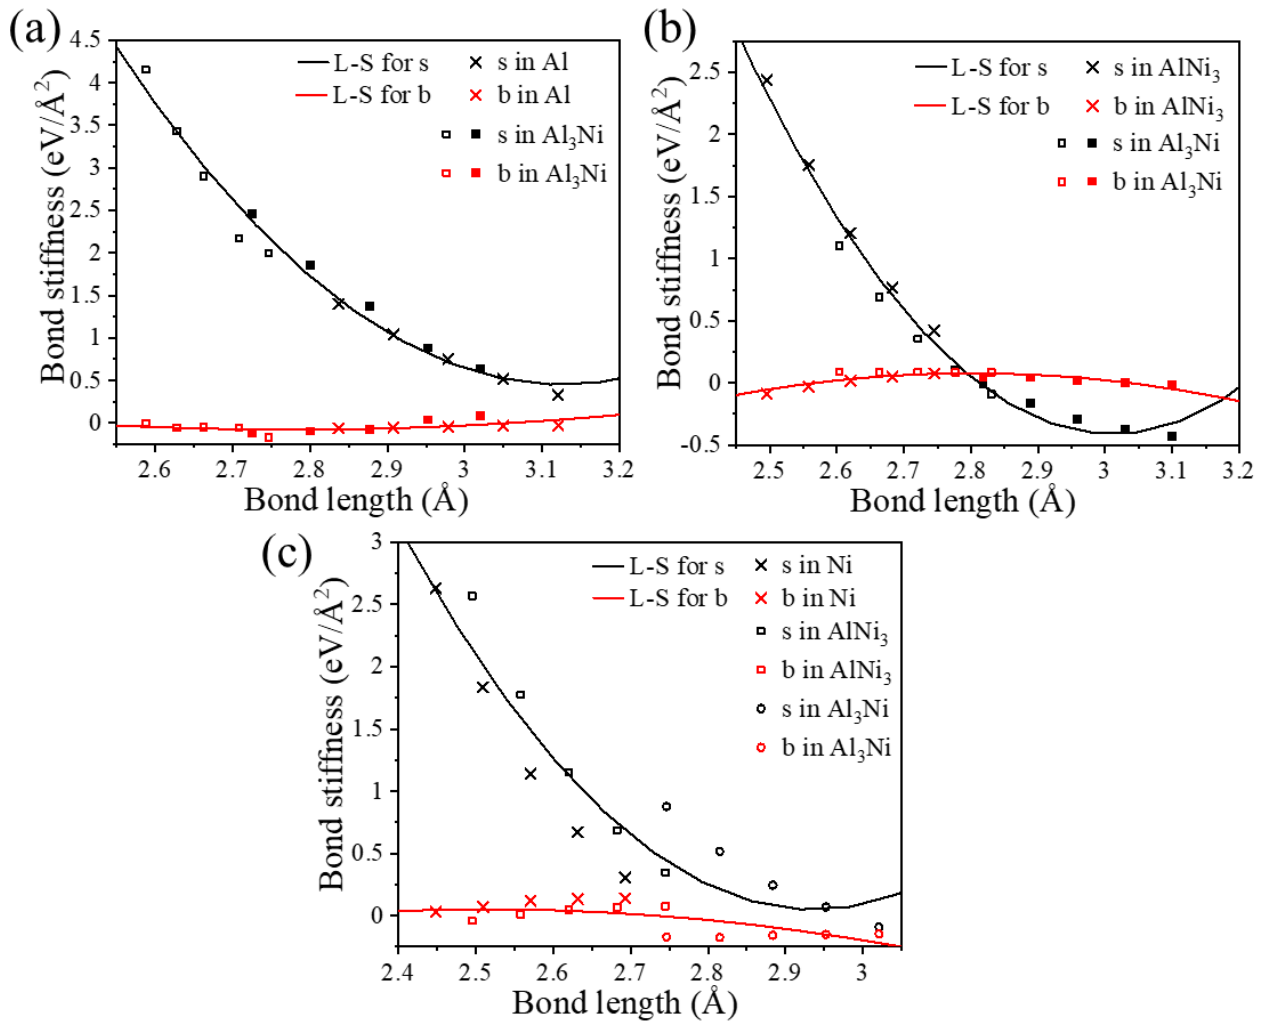 (a)
4.5
4
3.5
3
2.5
2
1.5
1
0.5
0
Bond stiffness (eV/Å²)
L-S for s
L-S for b
s in Al
b in Al
s in Al₃Ni
b in Al₃Ni
2.6 2.7 2.8 2.9 3 3.1 3.2
Bond length (Å)
(b)
2.5
2
1.5
1
0.5
0
-0.5
Bond stiffness (eV/Å²)
L-S for s
L-S for b
s in AlNi₃
b in AlNi₃
s in Al₃Ni
b in Al₃Ni
2.5 2.6 2.7 2.8 2.9 3 3.1 3.2
Bond length (Å)
(c)
3
2.5
2
1.5
1
0.5
0
Bond stiffness (eV/Å²)
L-S for s
L-S for b
s in Ni
b in Ni
s in AlNi₃
b in AlNi₃
s in Al₃Ni
b in Al₃Ni
2.4 2.5 2.6 2.7 2.8 2.9 3
Bond length (Å)